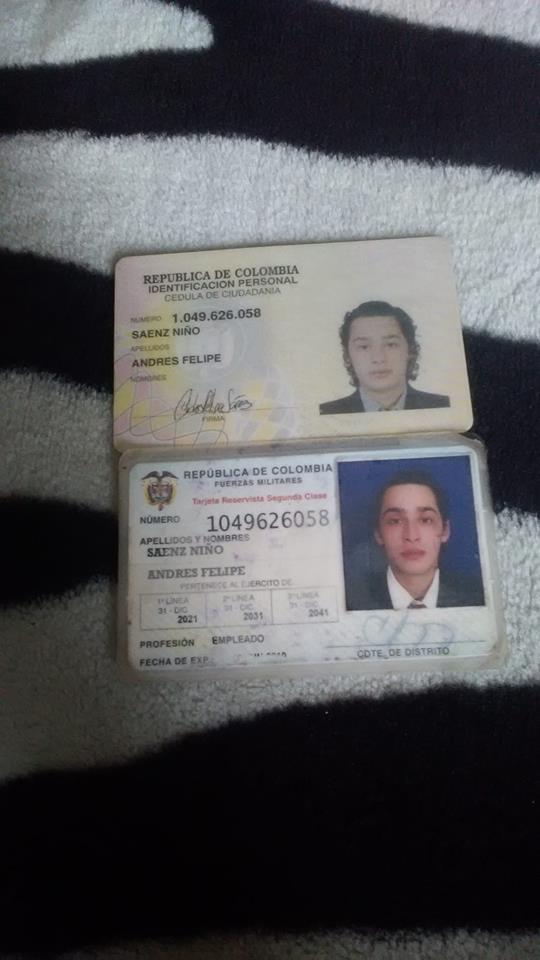 REPUBLICA DE COLOMBIA
IDENTIFICACION PERSONAL
CEDULA DE CIUDADANIA
NUMERO 1.049.626.058
SAENZ NIÑO
APELLIDOS
ANDRES FELIPE
NOMBRES
FIRMA
REPÚBLICA DE COLOMBIA
FUERZAS MILITARES
Tarjeta Reservista Segunda Clase
NÚMERO 1049626058
APELLIDOS Y NOMBRES
SAENZ NIÑO
ANDRES FELIPE
PERTENECE AL EJERCITO DE
1ª LINEA 2ª LINEA 3ª LINEA
31 - DIC 31 - DIC 31 - DIC
2021 2031 2041
PROFESIÓN EMPLEADO
FECHA DE EXP. CDTE. DE DISTRITO